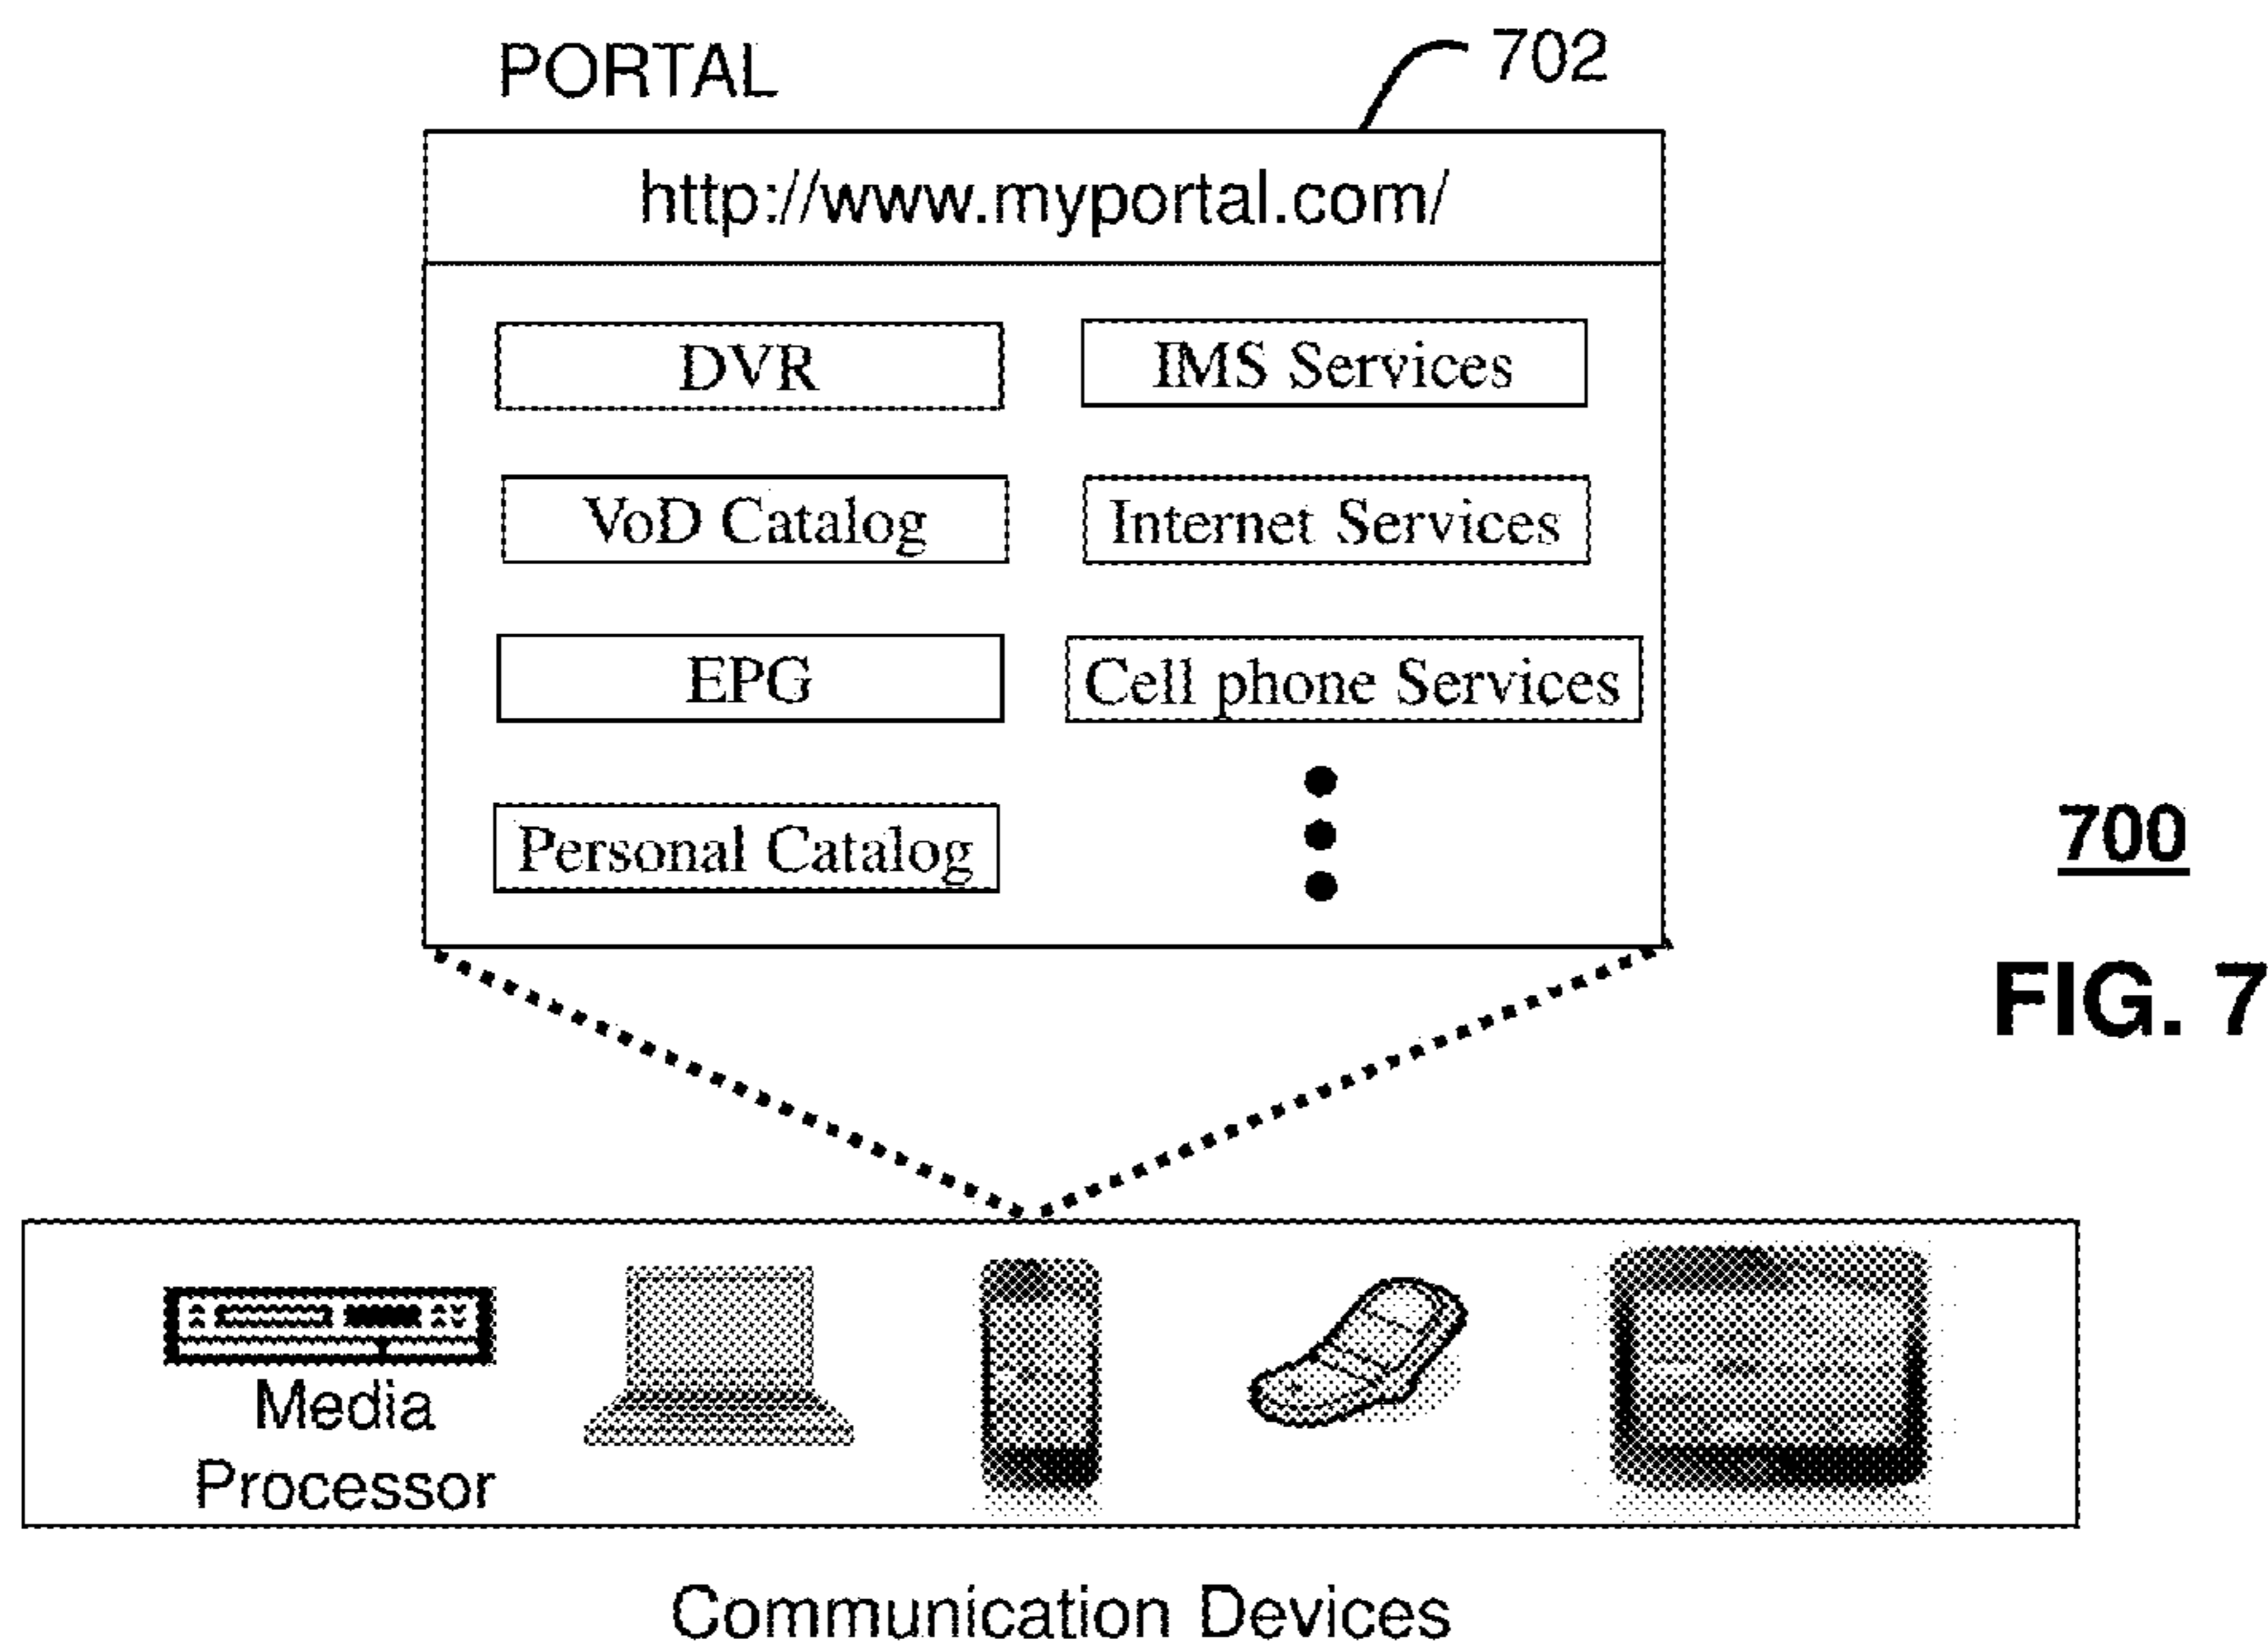 PORTAL
702
http://www.myportal.com/
DVR
IMS Services
VoD Catalog
Internet Services
EPG
Cell phone Services
Personal Catalog
700
FIG. 7
Media
Processor
Communication Devices